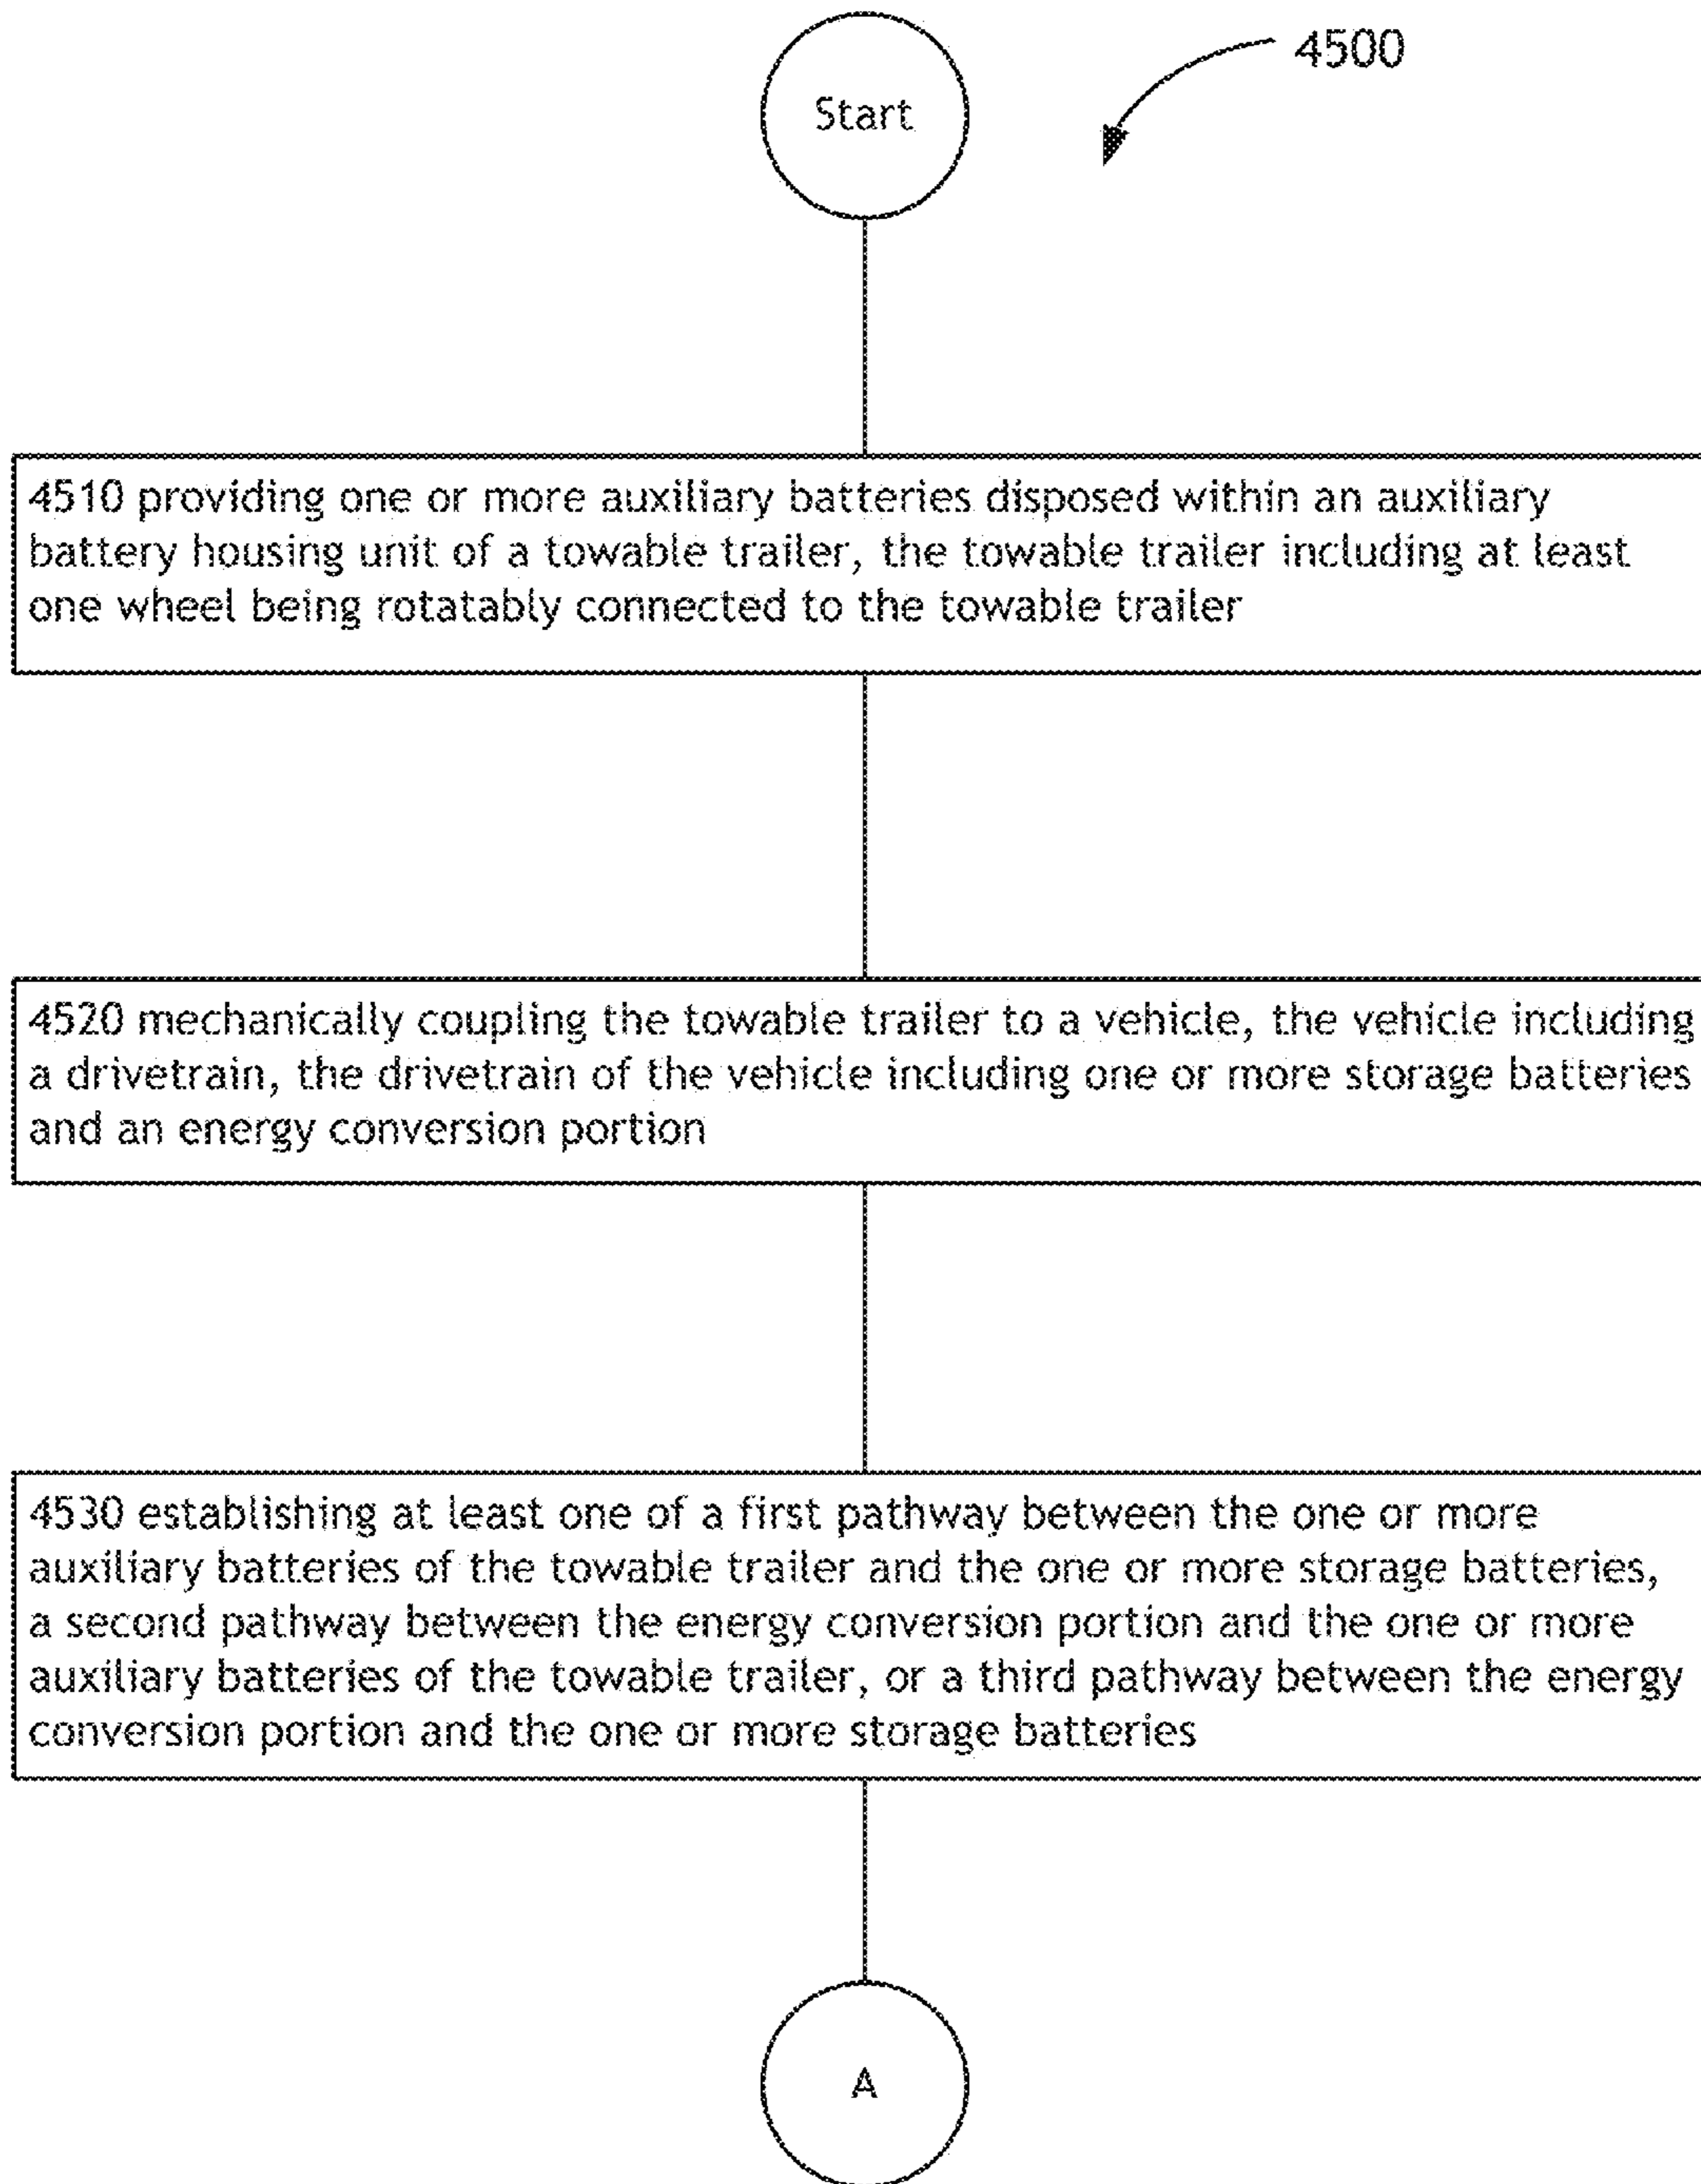 Start
4500
4510 providing one or more auxiliary batteries disposed within an auxiliary
battery housing unit of a towable trailer, the towable trailer including at least
one wheel being rotatably connected to the towable trailer
4520 mechanically coupling the towable trailer to a vehicle, the vehicle including
a drivetrain, the drivetrain of the vehicle including one or more storage batteries
and an energy conversion portion
4530 establishing at least one of a first pathway between the one or more
auxiliary batteries of the towable trailer and the one or more storage batteries,
a second pathway between the energy conversion portion and the one or more
auxiliary batteries of the towable trailer, or a third pathway between the energy
conversion portion and the one or more storage batteries
A